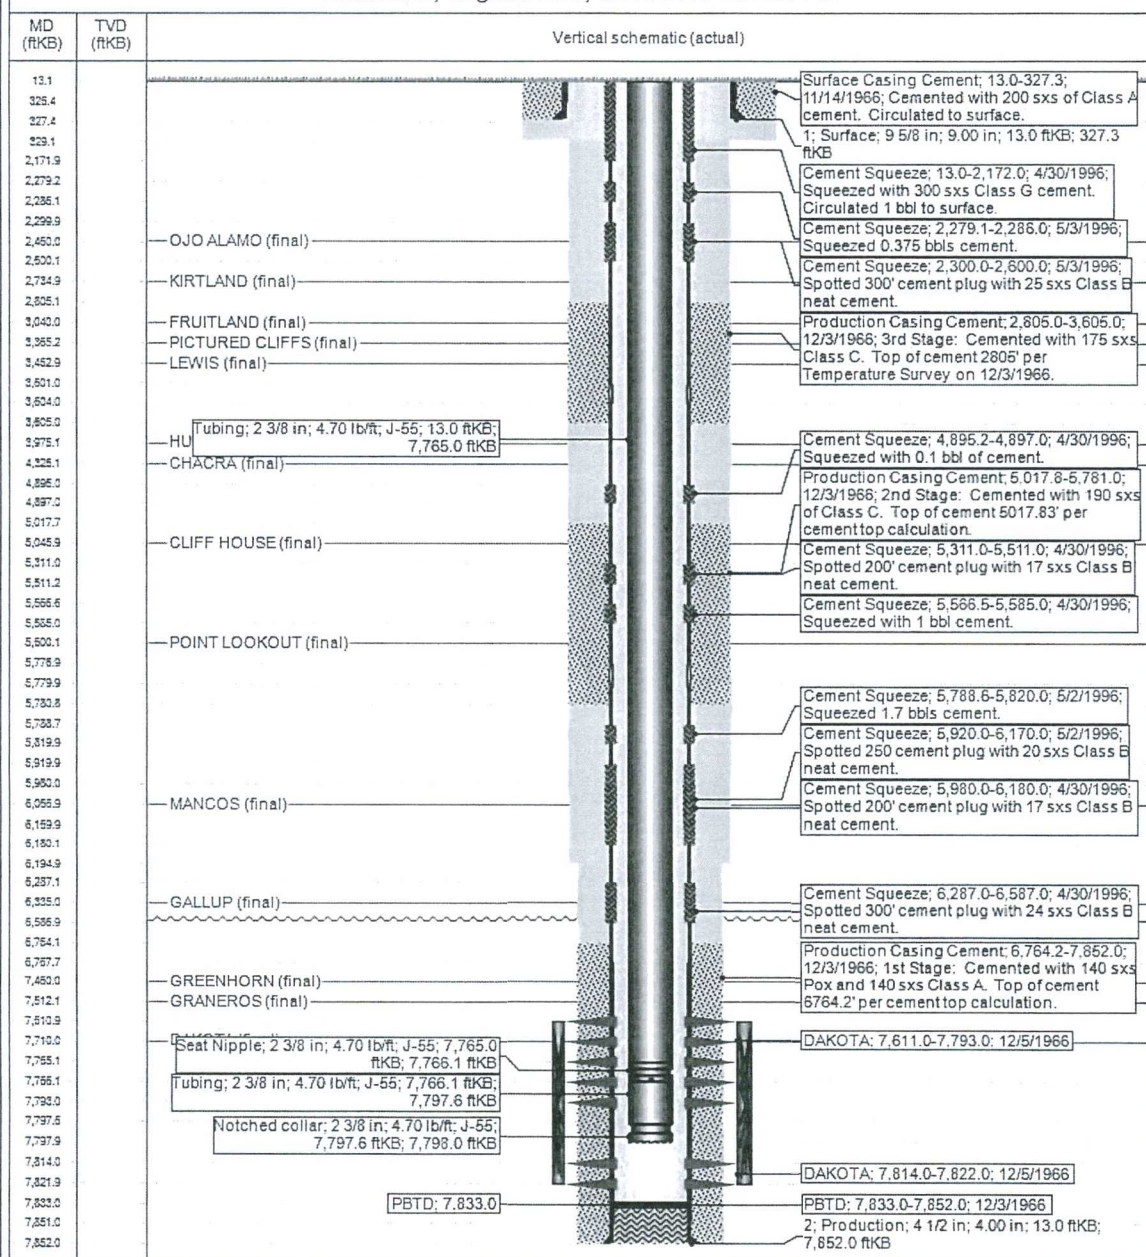 MD
(ftKB)
TVD
(ftKB)
Vertical schematic (actual)
13.1
325.4
327.4
329.1
2,171.9
2,279.2
2,285.1
2,299.9
2,450.0
2,500.1
2,734.9
2,805.1
3,040.0
3,365.2
3,452.9
3,501.0
3,504.0
3,505.0
3,975.1
4,325.1
4,895.0
4,897.0
5,017.7
5,045.9
5,311.0
5,511.2
5,566.6
5,585.0
5,500.1
5,778.9
5,779.9
5,780.8
5,788.7
5,819.9
5,919.9
5,980.0
6,056.9
6,169.9
6,180.1
6,194.9
6,287.1
6,335.0
6,586.9
6,764.1
6,767.7
7,450.0
7,512.1
7,510.9
7,710.0
7,765.1
7,766.1
7,793.0
7,797.6
7,797.9
7,814.0
7,821.9
7,833.0
7,851.0
7,852.0
OJO ALAMO (final)
KIRTLAND (final)
FRUITLAND (final)
PICTURED CLIFFS (final)
LEWIS (final)
Tubing; 2 3/8 in; 4.70 lb/ft; J-55; 13.0 ftKB;
7,765.0 ftKB
HU
CHACRA (final)
CLIFF HOUSE (final)
POINT LOOKOUT (final)
MANCOS (final)
GALLUP (final)
GREENHORN (final)
GRANEROS (final)
Seat Nipple; 2 3/8 in; 4.70 lb/ft; J-55; 7,765.0
ftKB; 7,766.1 ftKB
Tubing; 2 3/8 in; 4.70 lb/ft; J-55; 7,766.1 ftKB;
7,797.6 ftKB
Notched collar; 2 3/8 in; 4.70 lb/ft; J-55;
7,797.6 ftKB; 7,798.0 ftKB
PBTD; 7,833.0
Surface Casing Cement; 13.0-327.3;
11/14/1966; Cemented with 200 sxs of Class A
cement. Circulated to surface.
1; Surface; 9 5/8 in; 9.00 in; 13.0 ftKB; 327.3
ftKB
Cement Squeeze; 13.0-2,172.0; 4/30/1996;
Squeezed with 300 sxs Class G cement.
Circulated 1 bbl to surface.
Cement Squeeze; 2,279.1-2,286.0; 5/3/1996;
Squeezed 0.375 bbls cement.
Cement Squeeze; 2,300.0-2,600.0; 5/3/1996;
Spotted 300' cement plug with 25 sxs Class B
neat cement.
Production Casing Cement; 2,805.0-3,605.0;
12/3/1966; 3rd Stage: Cemented with 175 sxs
Class C. Top of cement 2805' per
Temperature Survey on 12/3/1966.
Cement Squeeze; 4,895.2-4,897.0; 4/30/1996;
Squeezed with 0.1 bbl of cement.
Production Casing Cement; 5,017.8-5,781.0;
12/3/1966; 2nd Stage: Cemented with 190 sxs
of Class C. Top of cement 5017.83' per
cement top calculation.
Cement Squeeze; 5,311.0-5,511.0; 4/30/1996;
Spotted 200' cement plug with 17 sxs Class B
neat cement.
Cement Squeeze; 5,566.5-5,585.0; 4/30/1996;
Squeezed with 1 bbl cement.
Cement Squeeze; 5,788.6-5,820.0; 5/2/1996;
Squeezed 1.7 bbls cement.
Cement Squeeze; 5,920.0-6,170.0; 5/2/1996;
Spotted 250 cement plug with 20 sxs Class B
neat cement.
Cement Squeeze; 5,980.0-6,180.0; 4/30/1996;
Spotted 200' cement plug with 17 sxs Class B
neat cement.
Cement Squeeze; 6,287.0-6,587.0; 4/30/1996;
Spotted 300' cement plug with 24 sxs Class B
neat cement.
Production Casing Cement; 6,764.2-7,852.0;
12/3/1966; 1st Stage: Cemented with 140 sxs
Pox and 140 sxs Class A. Top of cement
6764.2' per cement top calculation.
DAKOTA; 7,611.0-7,793.0; 12/5/1966
DAKOTA; 7,814.0-7,822.0; 12/5/1966
PBTD; 7,833.0-7,852.0; 12/3/1966
2; Production; 4 1/2 in; 4.00 in; 13.0 ftKB;
7,852.0 ftKB